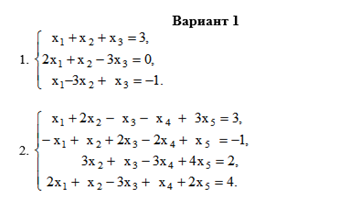 Вариант 1
x₁ + x₂ + x₃ = 3,
1. 2x₁ + x₂ − 3x₃ = 0,
x₁−3x₂ + x₃ = −1.
x₁ + 2x₂ − x₃ − x₄ + 3x₅ = 3,
−x₁ + x₂ + 2x₃ − 2x₄ + x₅ = −1,
2. 3x₂ + x₃ − 3x₄ + 4x₅ = 2,
2x₁ + x₂ − 3x₃ + x₄ + 2x₅ = 4.